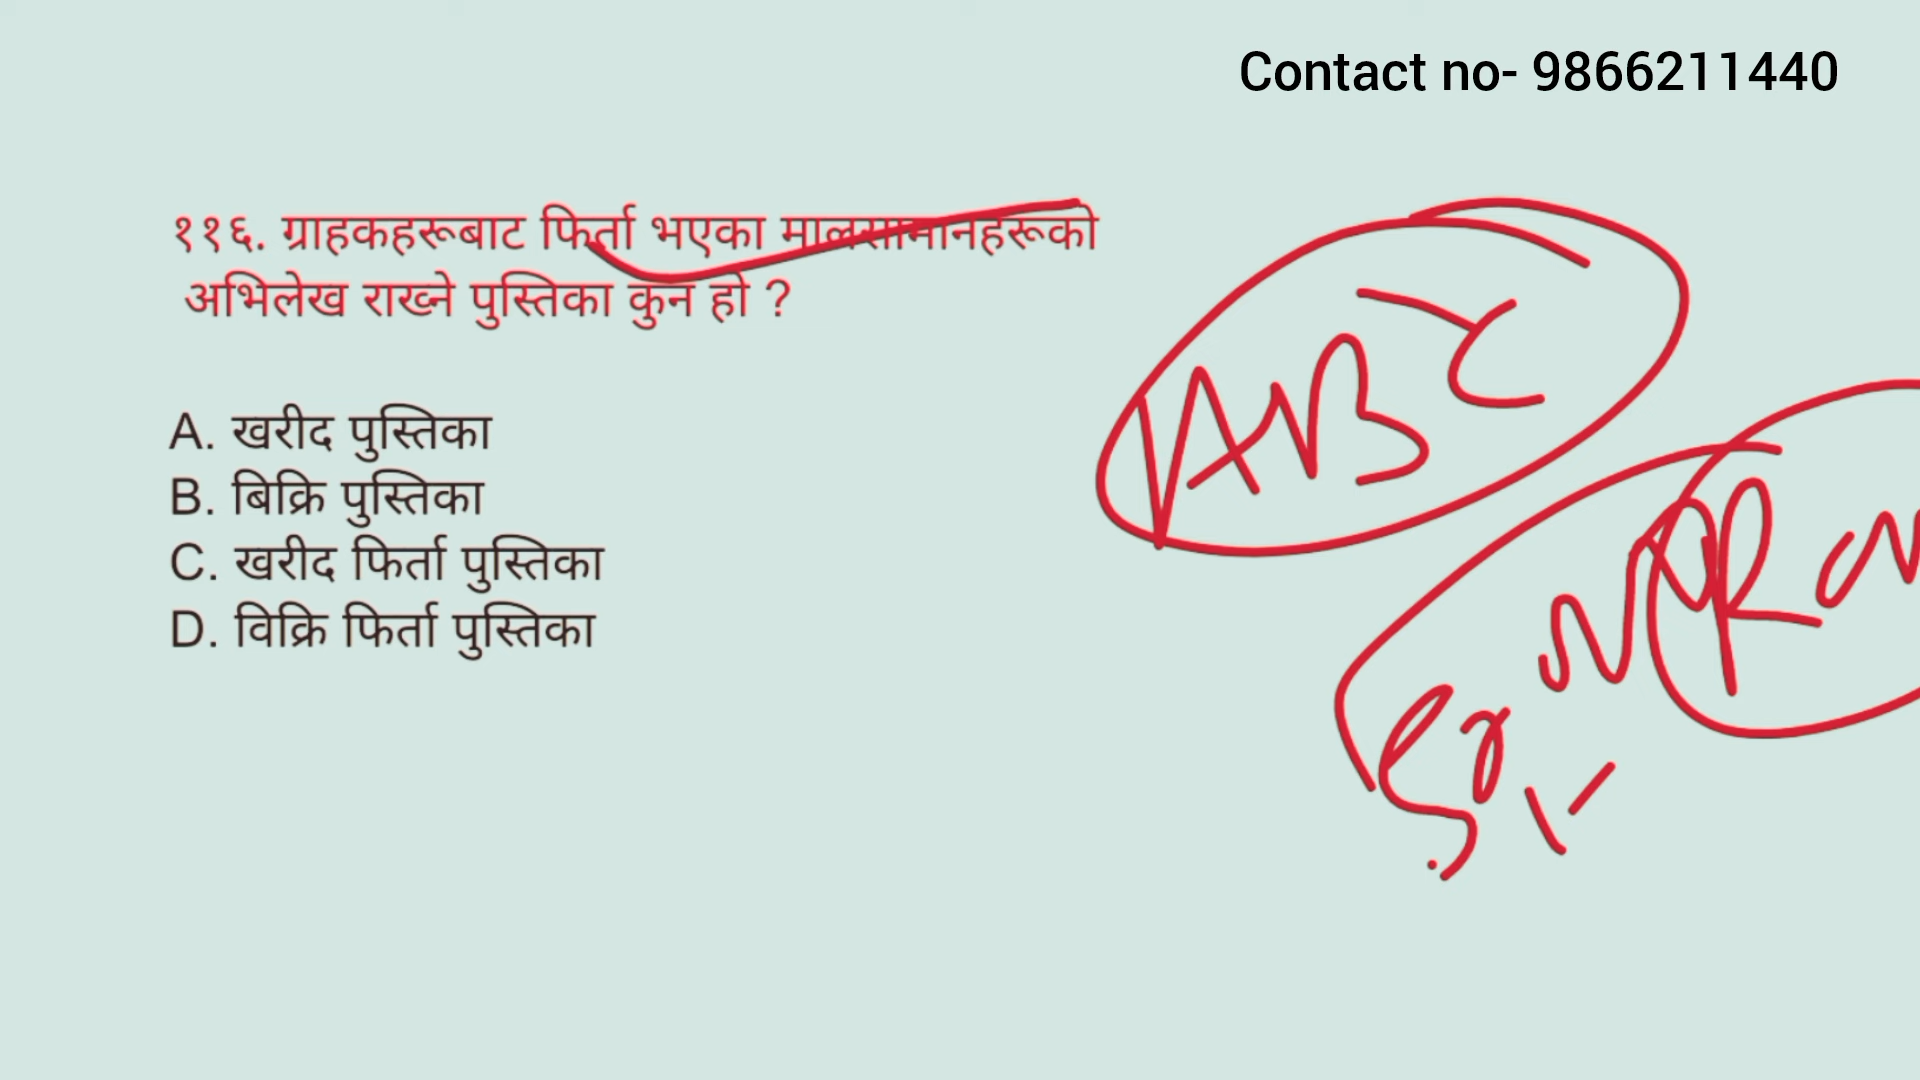 Contact no- 9866211440
११६. ग्राहकहरूबाट फिर्ता भएका मालसामानहरूको
अभिलेख राख्ने पुस्तिका कुन हो ?
A. खरीद पुस्तिका
B. बिक्रि पुस्तिका
C. खरीद फिर्ता पुस्तिका
D. विक्रि फिर्ता पुस्तिका
ABC